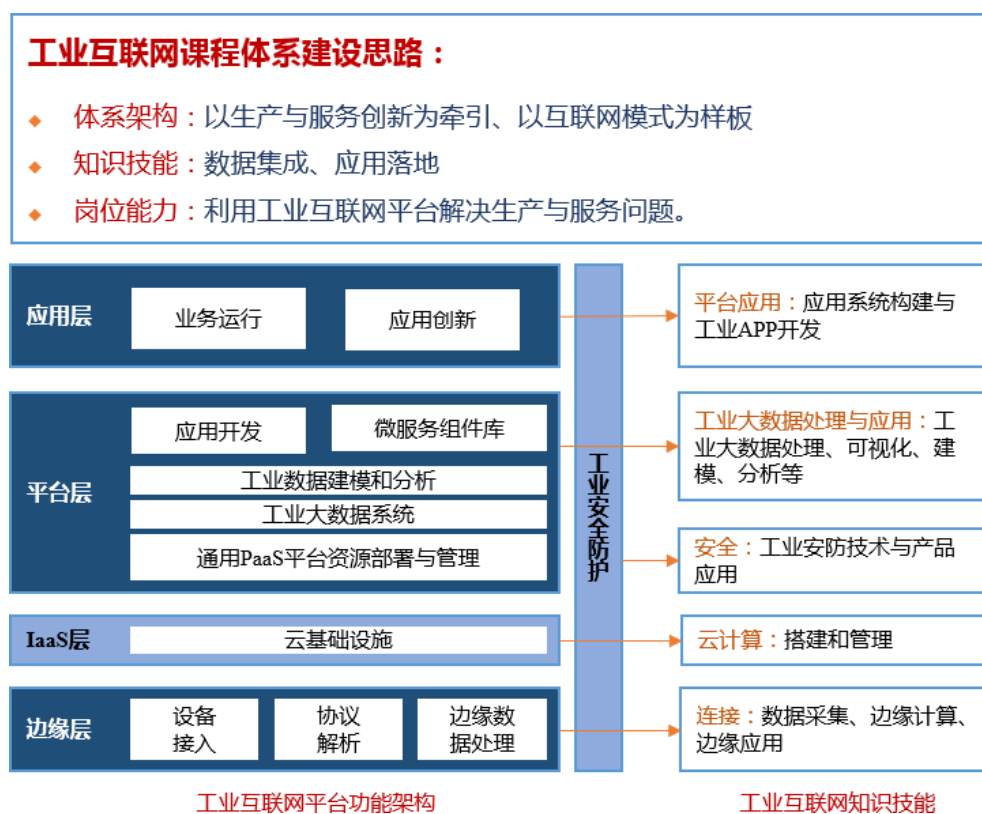 工业互联网课程体系建设思路：
体系架构：以生产与服务创新为牵引、以互联网模式为样板
知识技能：数据集成、应用落地
岗位能力：利用工业互联网平台解决生产与服务问题。
应用层
业务运行
应用创新
平台层
应用开发
微服务组件库
工业数据建模和分析
工业大数据系统
通用PaaS平台资源部署与管理
IaaS层
云基础设施
边缘层
设备
接入
协议
解析
边缘数
据处理
工业安全防护
平台应用：应用系统构建与
工业APP开发
工业大数据处理与应用：工
业大数据处理、可视化、建
模、分析等
安全：工业安防技术与产品
应用
云计算：搭建和管理
连接：数据采集、边缘计算、
边缘应用
工业互联网平台功能架构
工业互联网知识技能